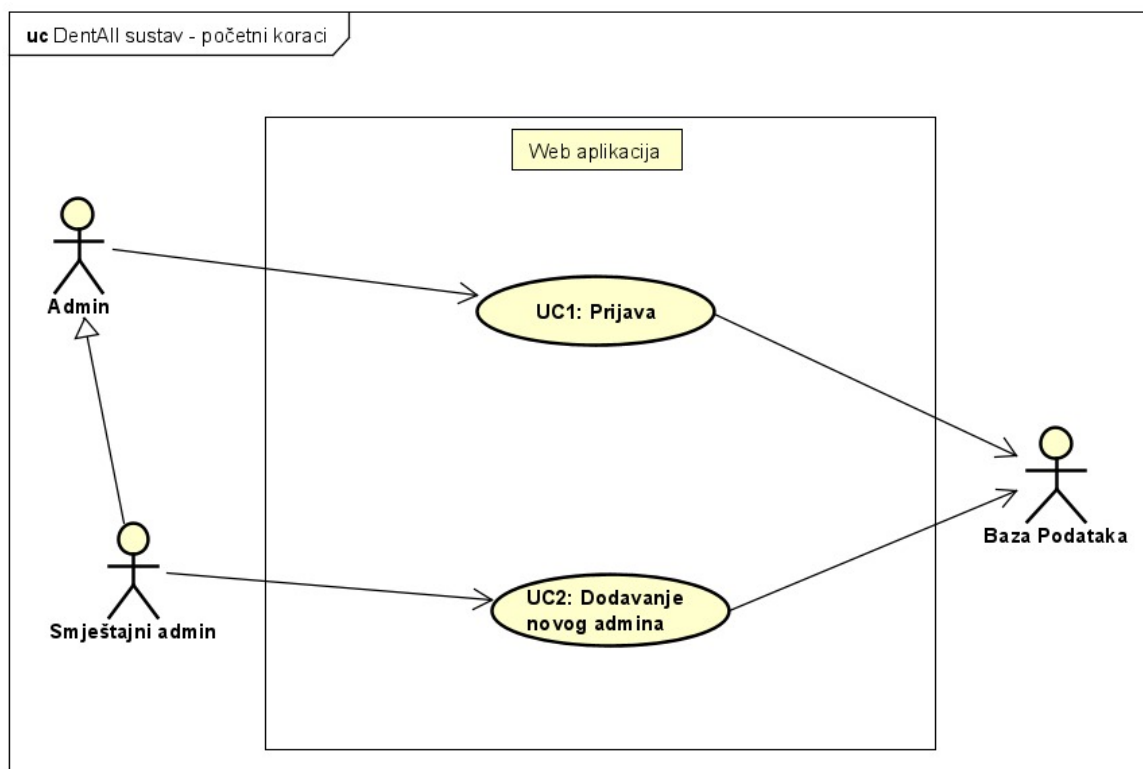 uc DentAll sustav - početni koraci
Web aplikacija
Admin
UC1: Prijava
Baza Podataka
Smještajni admin
UC2: Dodavanje
novog admina